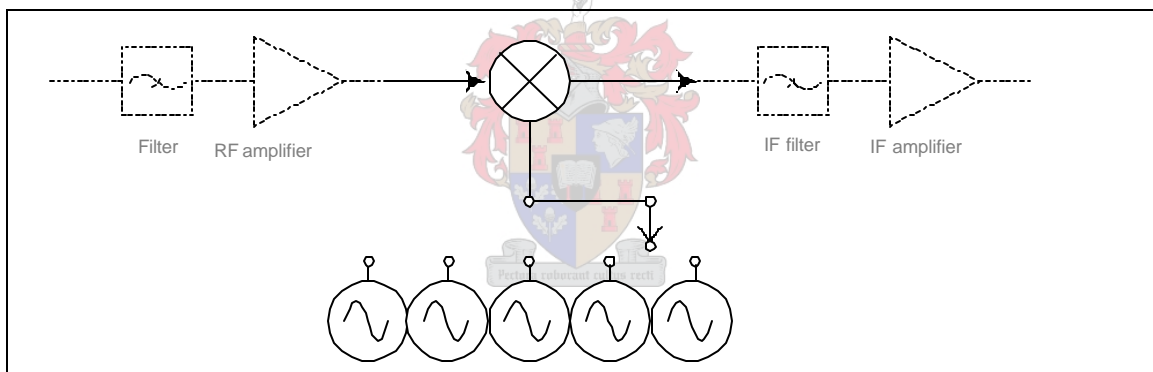 Filter
RF amplifier
IF filter
IF amplifier
Pectora roborant cultus recti